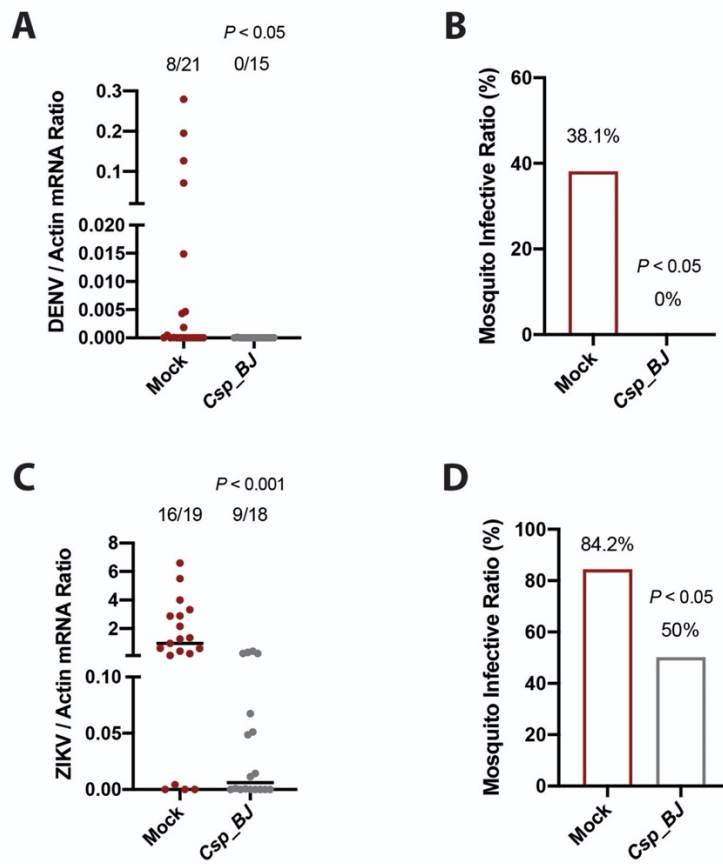 A
P < 0.05
8/21 0/15
DENV / Actin mRNA Ratio
0.3
0.2
0.1
0.020
0.015
0.010
0.005
0.000
Mock
Csp_BJ
B
Mosquito Infective Ratio (%)
60
40
20
0
38.1%
P < 0.05
0%
Mock
Csp_BJ
C
P < 0.001
16/19 9/18
ZIKV / Actin mRNA Ratio
8
6
4
2
0.10
0.05
0.00
Mock
Csp_BJ
D
Mosquito Infective Ratio (%)
100
80
60
40
20
0
84.2%
P < 0.05
50%
Mock
Csp_BJ